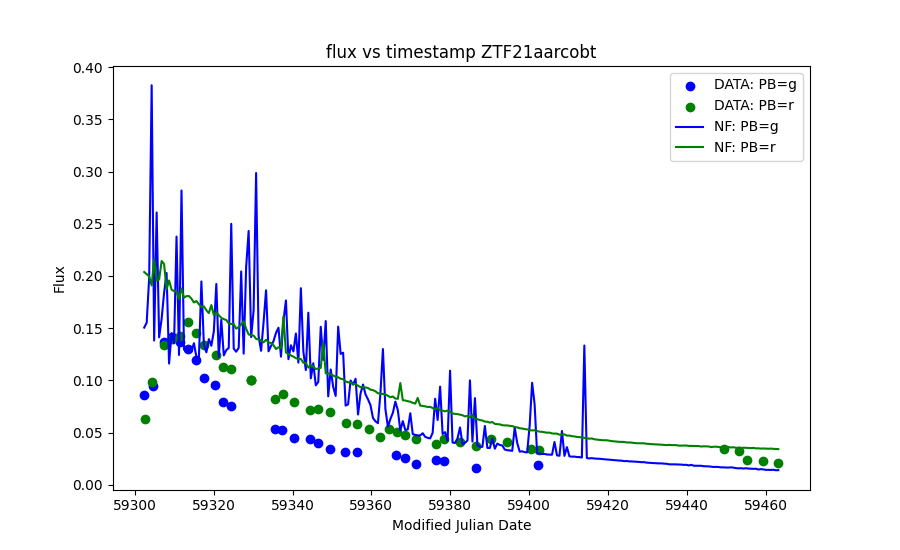 flux vs timestamp ZTF21aarcobt
0.40
0.35
0.30
0.25
0.20
0.15
0.10
0.05
0.00
Flux
DATA: PB=g
DATA: PB=r
NF: PB=g
NF: PB=r
59300 59320 59340 59360 59380 59400 59420 59440 59460
Modified Julian Date